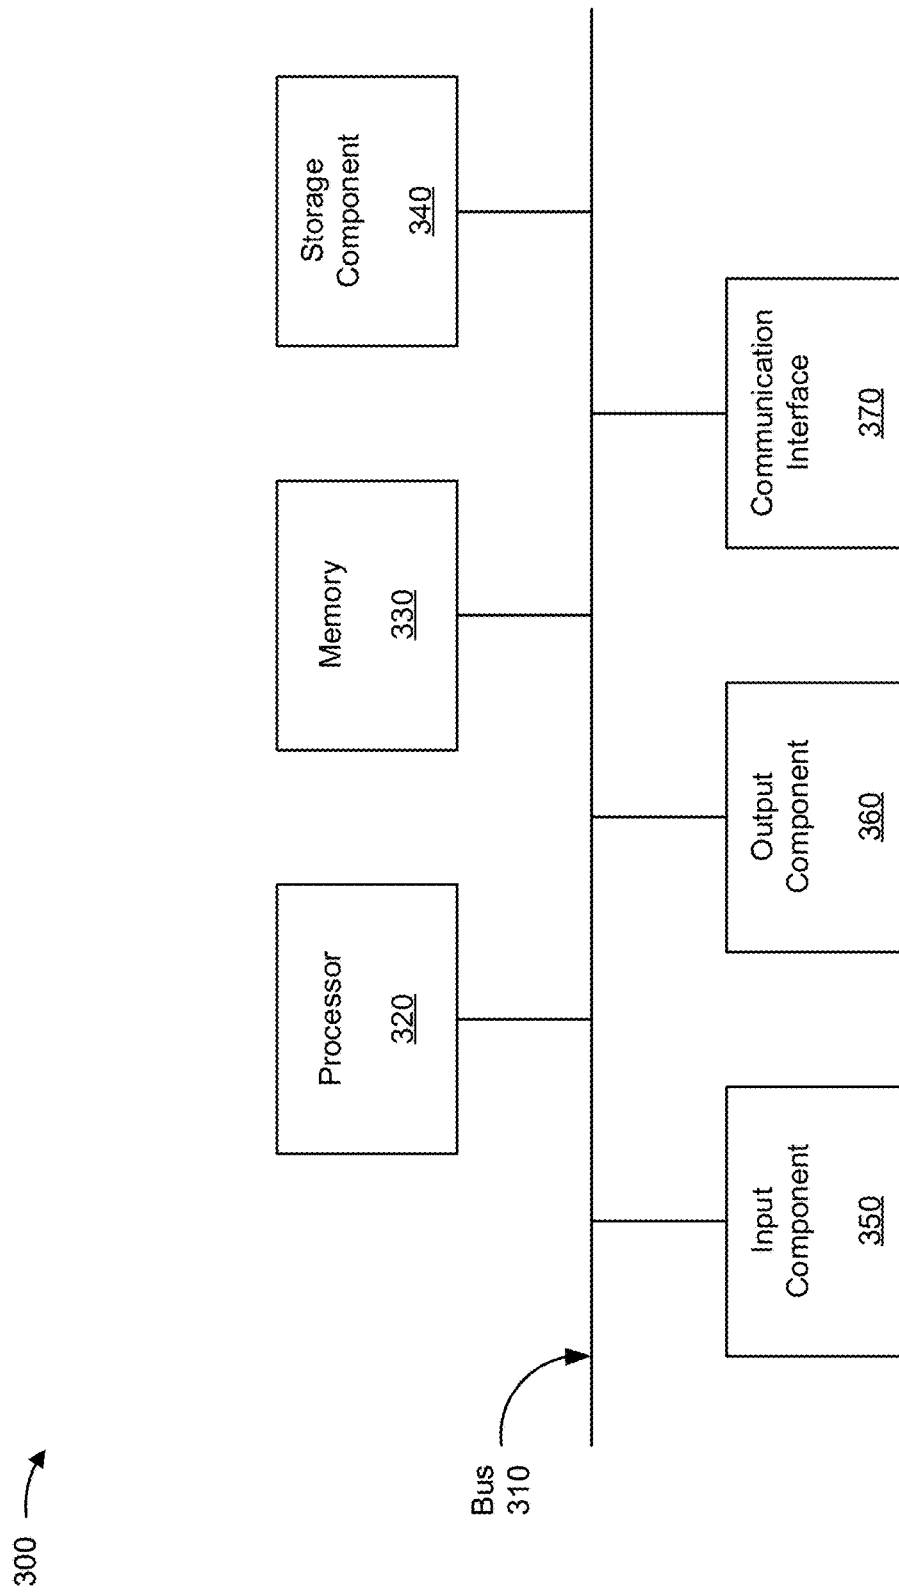 300
Bus
310
Processor
320
Memory
330
Storage
Component
340
Input
Component
350
Output
Component
360
Communication
Interface
370